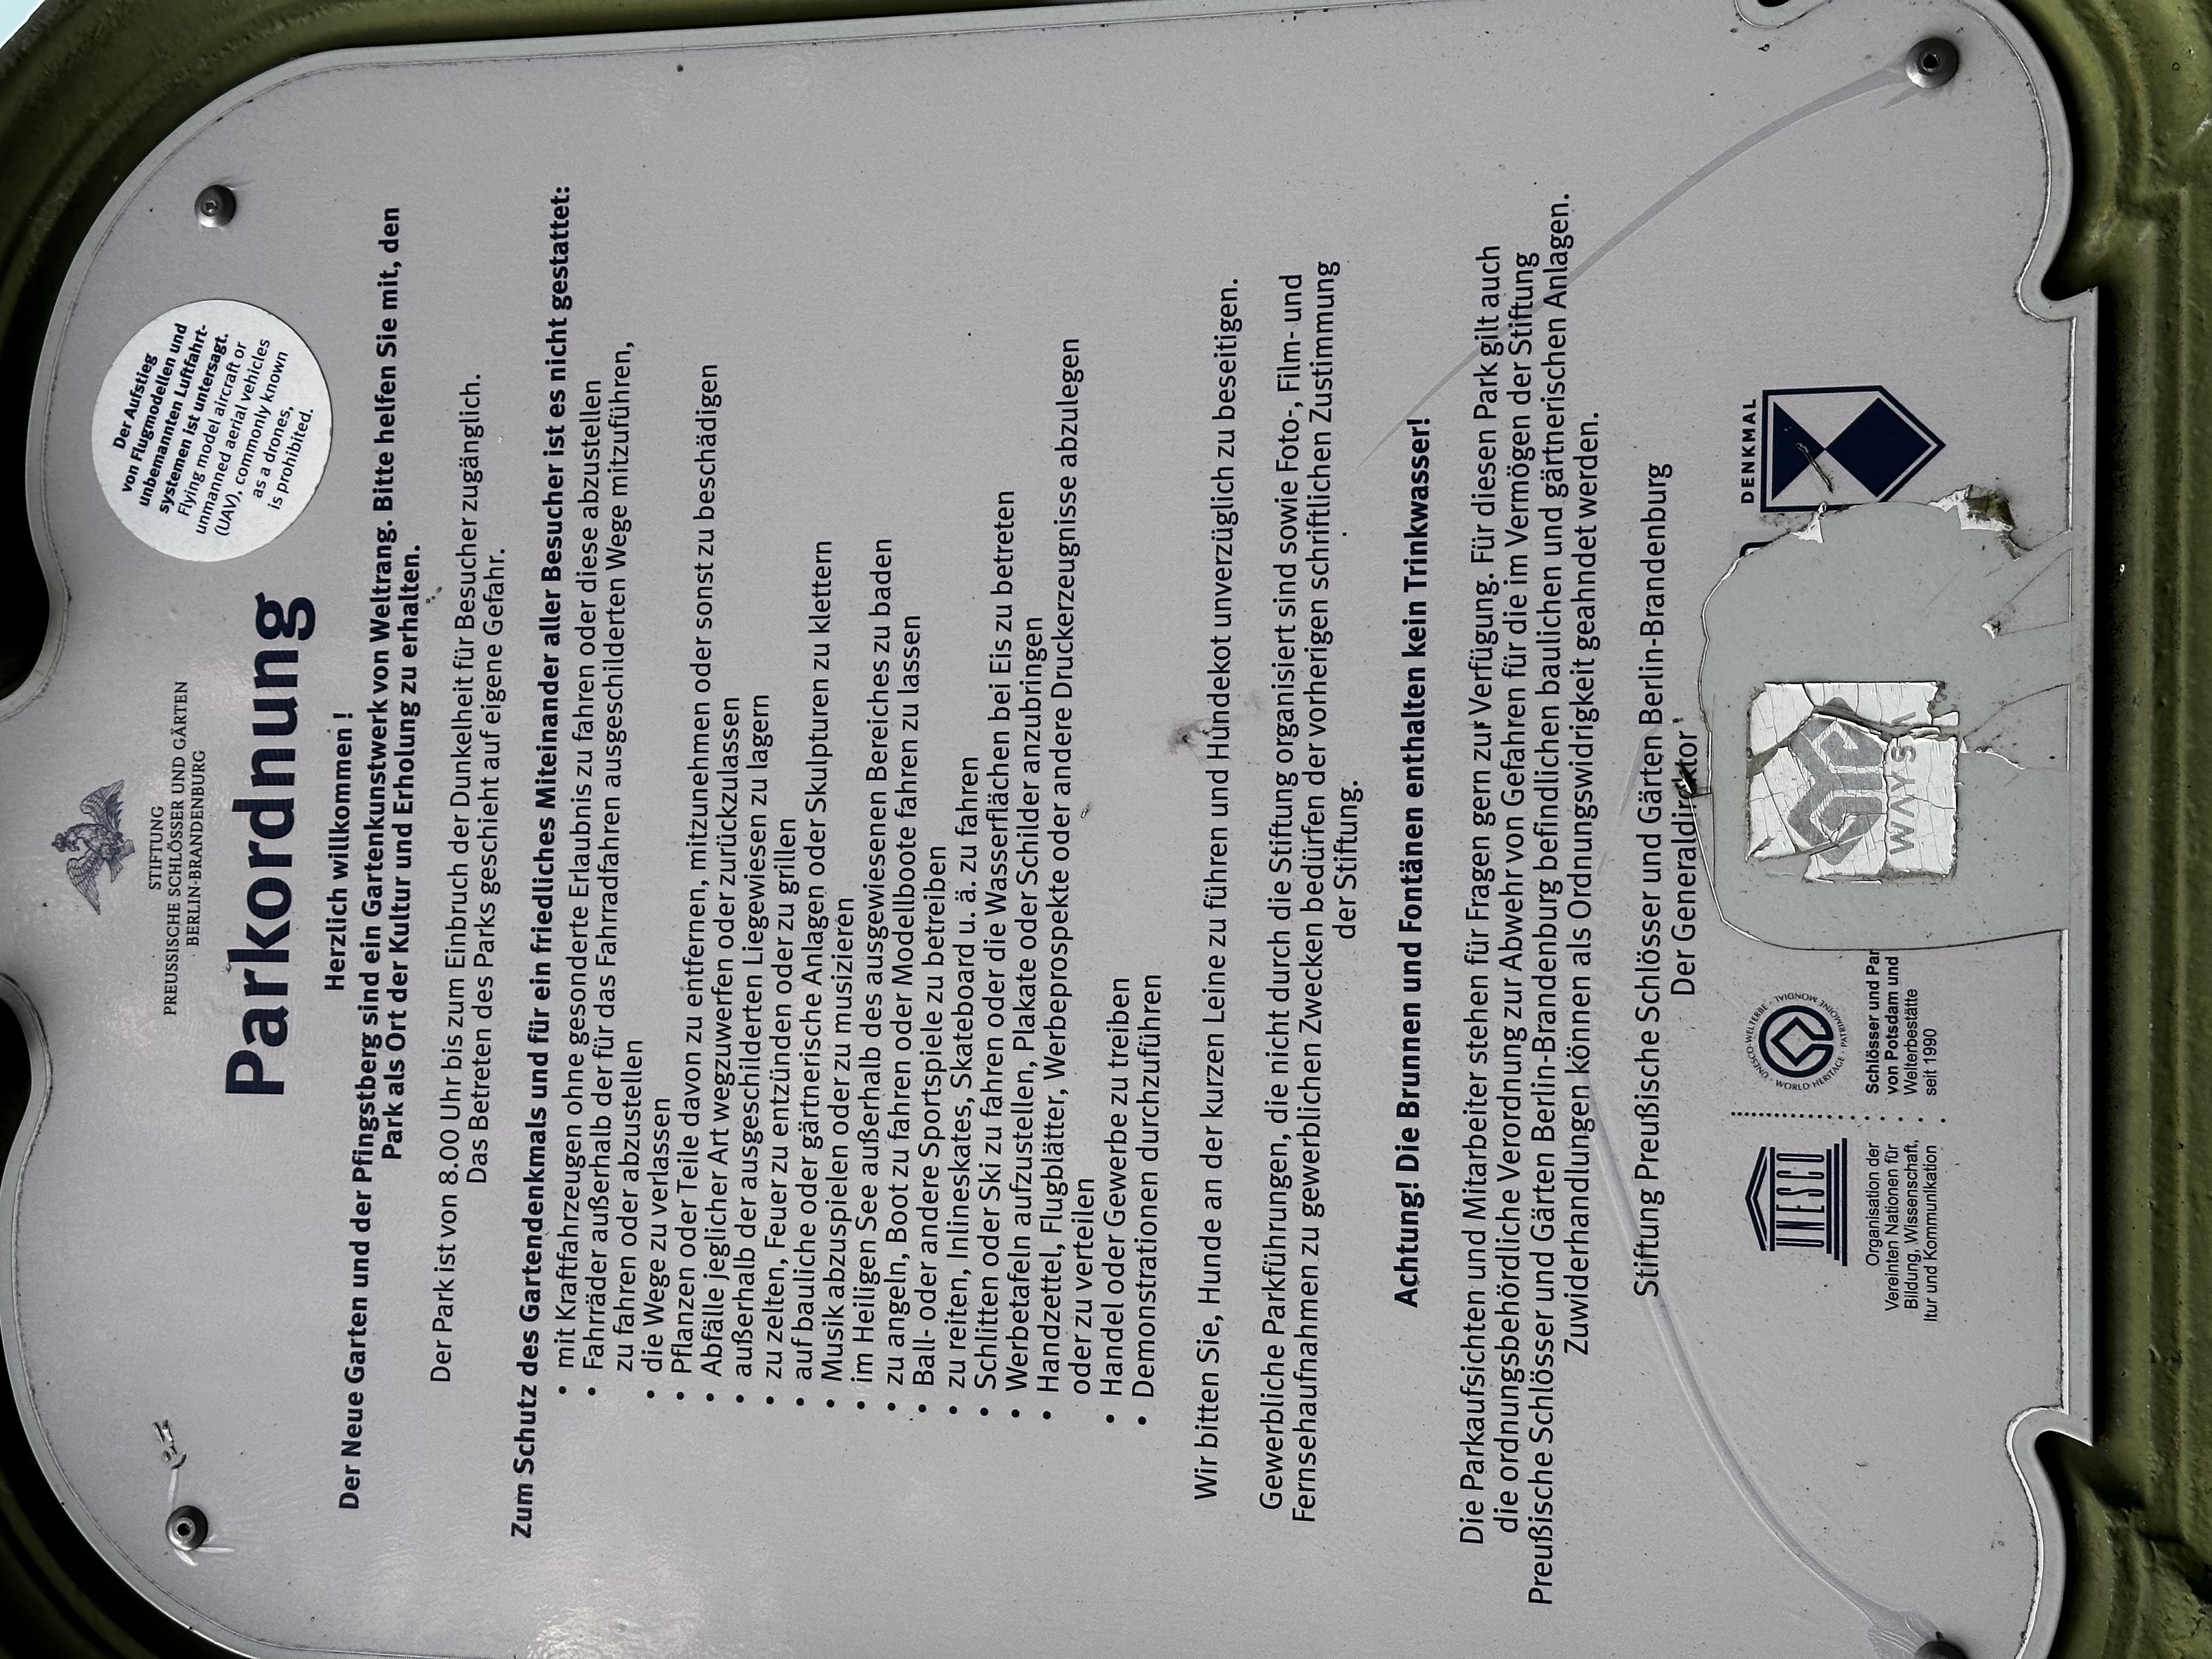 STIFTUNG
PREUSSISCHE SCHLÖSSER UND GÄRTEN
BERLIN-BRANDENBURG
Der Aufstieg
von Flugmodellen und
unbemannten Luftfahrt-
systemen ist untersagt.
Flying model aircraft or
unmanned aerial vehicles
(UAV), commonly known
as a drones,
is prohibited.
Parkordnung
Herzlich willkommen !
Der Neue Garten und der Pfingstberg sind ein Gartenkunstwerk von Weltrang. Bitte helfen Sie mit, den
Park als Ort der Kultur und Erholung zu erhalten.
Der Park ist von 8.00 Uhr bis zum Einbruch der Dunkelheit für Besucher zugänglich.
Das Betreten des Parks geschieht auf eigene Gefahr.
Zum Schutz des Gartendenkmals und für ein friedliches Miteinander aller Besucher ist es nicht gestattet:
• mit Kraftfahrzeugen ohne gesonderte Erlaubnis zu fahren oder diese abzustellen
• Fahrräder außerhalb der für das Fahrradfahren ausgeschilderten Wege mitzuführen,
zu fahren oder abzustellen
• die Wege zu verlassen
• Pflanzen oder Teile davon zu entfernen, mitzunehmen oder sonst zu beschädigen
• Abfälle jeglicher Art wegzuwerfen oder zurückzulassen
• außerhalb der ausgeschilderten Liegewiesen zu lagern
• zu zelten, Feuer zu entzünden oder zu grillen
• auf bauliche oder gärtnerische Anlagen oder Skulpturen zu klettern
• Musik abzuspielen oder zu musizieren
• im Heiligen See außerhalb des ausgewiesenen Bereiches zu baden
• zu angeln, Boot zu fahren oder Modellboote fahren zu lassen
• Ball- oder andere Sportspiele zu betreiben
• zu reiten, Inlineskates, Skateboard u. ä. zu fahren
• Schlitten oder Ski zu fahren oder die Wasserflächen bei Eis zu betreten
• Werbetafeln aufzustellen, Plakate oder Schilder anzubringen
• Handzettel, Flugblätter, Werbeprospekte oder andere Druckerzeugnisse abzulegen
oder zu verteilen
• Handel oder Gewerbe zu treiben
• Demonstrationen durchzuführen
Wir bitten Sie, Hunde an der kurzen Leine zu führen und Hundekot unverzüglich zu beseitigen.
Gewerbliche Parkführungen, die nicht durch die Stiftung organisiert sind sowie Foto-, Film- und
Fernsehaufnahmen zu gewerblichen Zwecken bedürfen der vorherigen schriftlichen Zustimmung
der Stiftung.
Achtung! Die Brunnen und Fontänen enthalten kein Trinkwasser!
Die Parkaufsichten und Mitarbeiter stehen für Fragen gern zur Verfügung. Für diesen Park gilt auch
die ordnungsbehördliche Verordnung zur Abwehr von Gefahren für die im Vermögen der Stiftung
Preußische Schlösser und Gärten Berlin-Brandenburg befindlichen baulichen und gärtnerischen Anlagen.
Zuwiderhandlungen können als Ordnungswidrigkeit geahndet werden.
Stiftung Preußische Schlösser und Gärten Berlin-Brandenburg
Der Generaldirektor
UNESCO
Organisation der
Vereinten Nationen für
Bildung, Wissenschaft,
ltur und Kommunikation
UNESCO-WELTERBE · WORLD HERITAGE · PATRIMOINE MONDIAL
Schlösser und Par
von Potsdam und
Welterbestätte
seit 1990
WAYS
DENKMAL